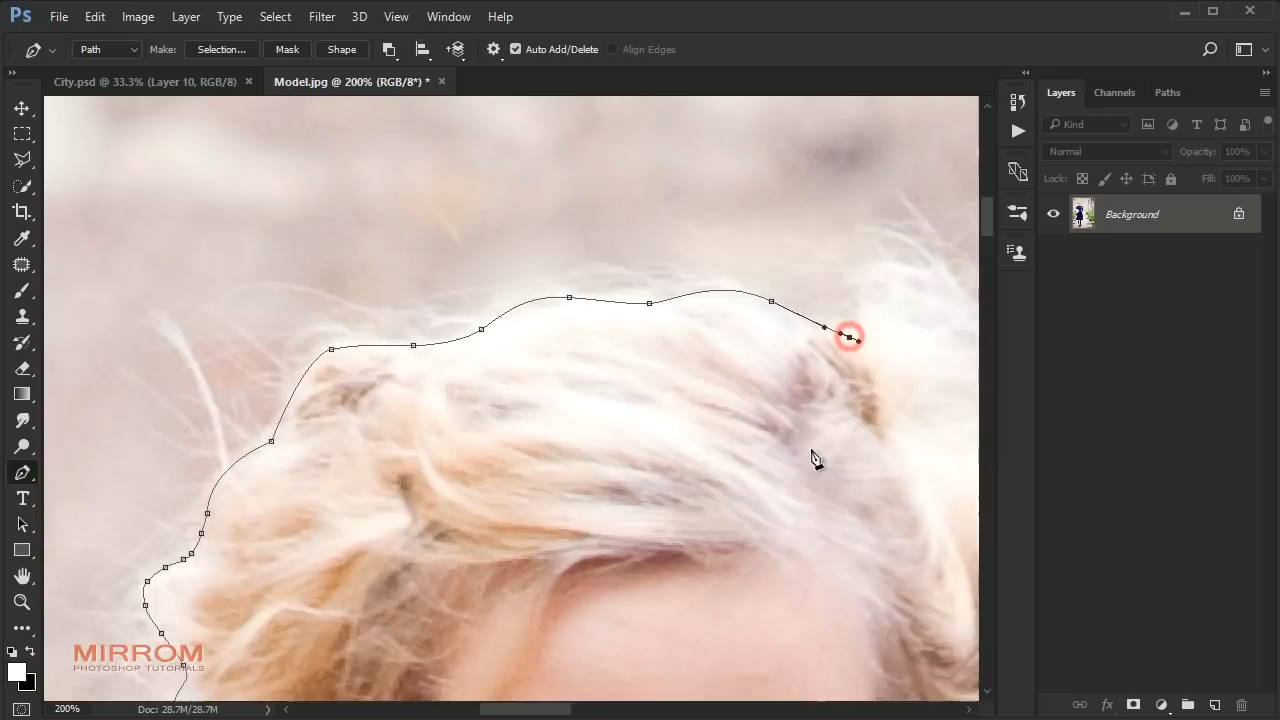 Ps File Edit Image Layer Type Select Filter 3D View Window Help
Path Make: Selection... Mask Shape Auto Add/Delete Align Edges
City.psd @ 33.3% (Layer 10, RGB/8) × Model.jpg @ 200% (RGB/8*) * ×
Layers Channels Paths
Kind
Normal Opacity: 100%
Lock: Fill: 100%
Background
T
MIRROM
PHOTOSHOP TUTORIALS
200% Doc: 28.7M/28.7M
fx